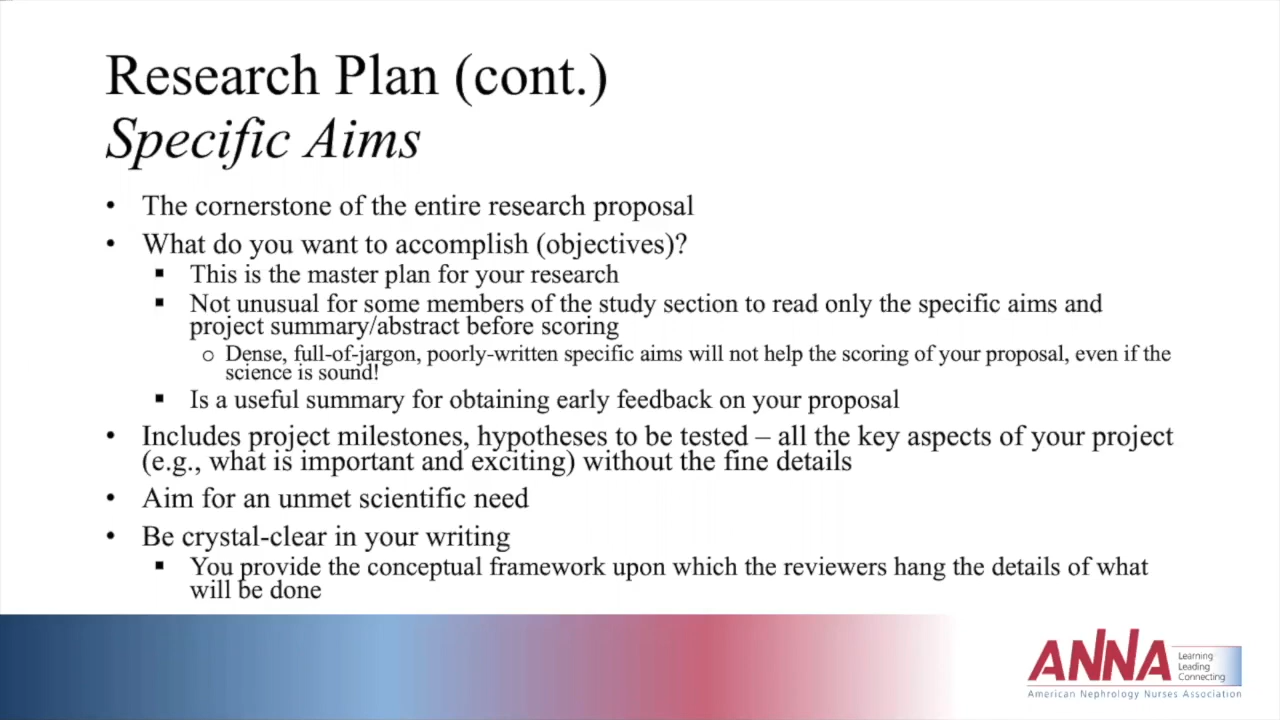 Research Plan (cont.)
Specific Aims
• The cornerstone of the entire research proposal
• What do you want to accomplish (objectives)?
▪ This is the master plan for your research
▪ Not unusual for some members of the study section to read only the specific aims and
project summary/abstract before scoring
o Dense, full-of-jargon, poorly-written specific aims will not help the scoring of your proposal, even if the
science is sound!
▪ Is a useful summary for obtaining early feedback on your proposal
• Includes project milestones, hypotheses to be tested – all the key aspects of your project
(e.g., what is important and exciting) without the fine details
• Aim for an unmet scientific need
• Be crystal-clear in your writing
▪ You provide the conceptual framework upon which the reviewers hang the details of what
will be done
ANNA
Learning
Leading
Connecting
American Nephrology Nurses Association